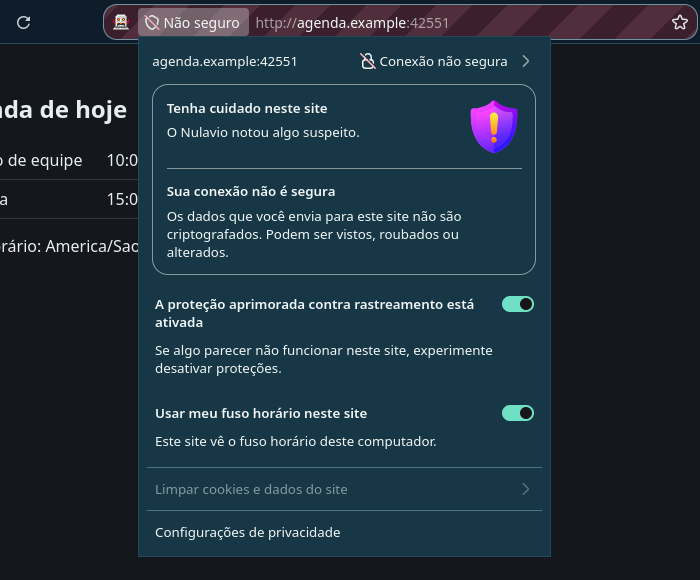 Não seguro
http://agenda.example:42551
agenda.example:42551
Conexão não segura
da de hoje
Tenha cuidado neste site
O Nulavio notou algo suspeito.
o de equipe
10:0
a
15:0
Sua conexão não é segura
Os dados que você envia para este site não são
criptografados. Podem ser vistos, roubados ou
alterados.
rário: America/Sao
A proteção aprimorada contra rastreamento está
ativada
Se algo parecer não funcionar neste site, experimente
desativar proteções.
Usar meu fuso horário neste site
Este site vê o fuso horário deste computador.
Limpar cookies e dados do site
Configurações de privacidade